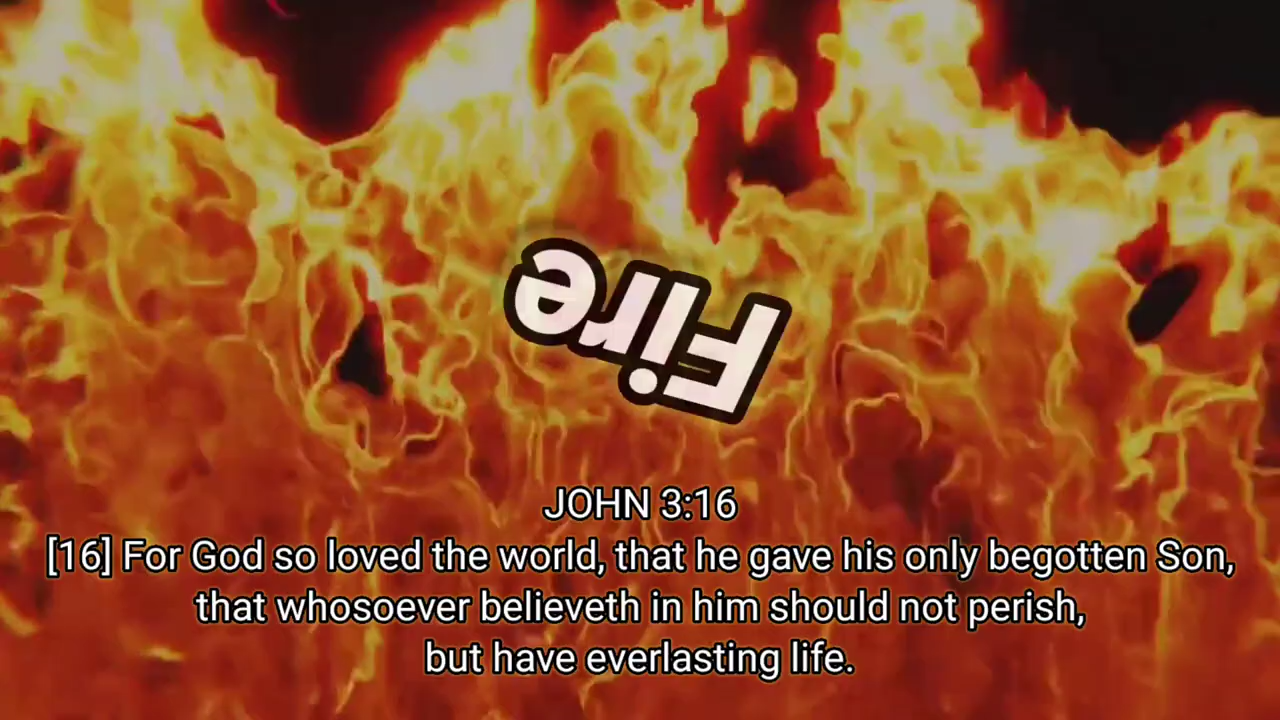 Fire
JOHN 3:16
[16] For God so loved the world, that he gave his only begotten Son,
that whosoever believeth in him should not perish,
but have everlasting life.